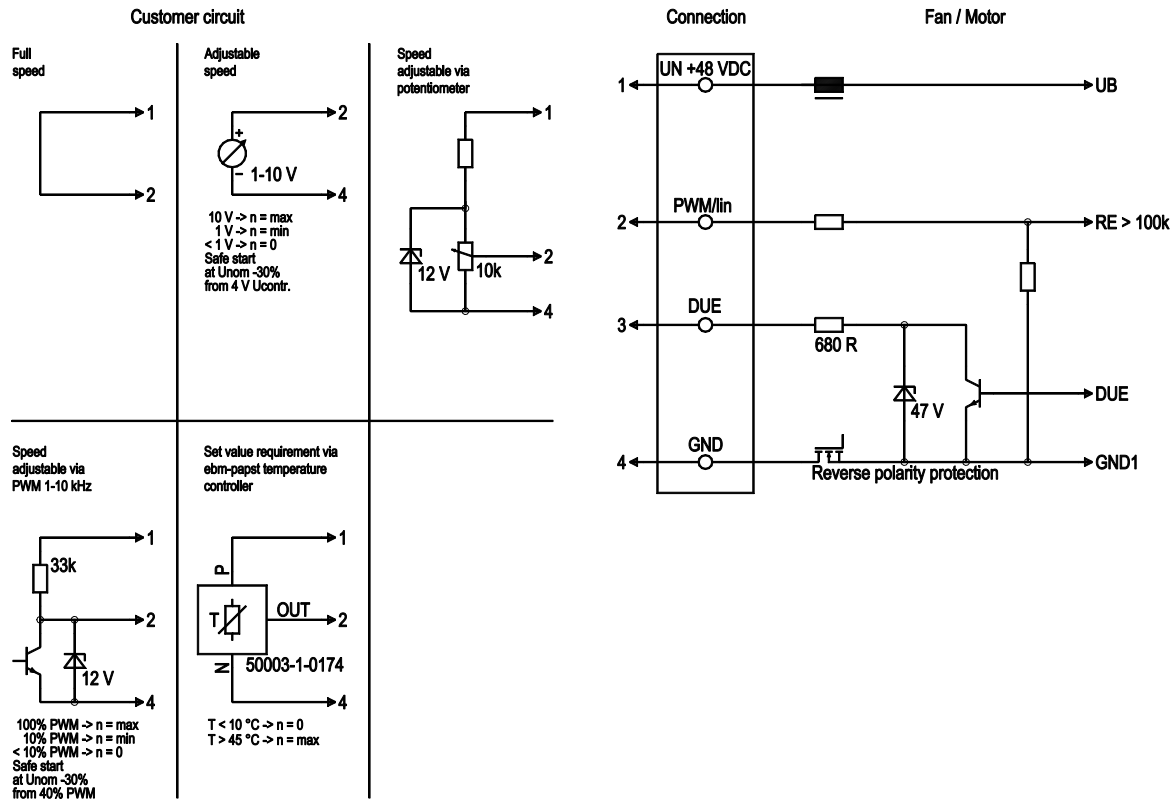 Customer circuit
Full
speed
1
2
Adjustable
speed
2
+
–
1-10 V
4
10 V -> n = max
1 V -> n = min
< 1 V -> n = 0
Safe start
at Unom -30%
from 4 V Ucontr.
Speed
adjustable via
potentiometer
1
12 V
10k
2
4
Speed
adjustable via
PWM 1-10 kHz
1
33k
2
12 V
4
100% PWM -> n = max
10% PWM -> n = min
< 10% PWM -> n = 0
Safe start
at Unom -30%
from 40% PWM
Set value requirement via
ebm-papst temperature
controller
1
P
T
OUT
2
N
50003-1-0174
4
T < 10 °C -> n = 0
T > 45 °C -> n = max
Connection
Fan / Motor
UN +48 VDC
1
UB
PWM/lin
2
RE > 100k
DUE
3
680 R
47 V
DUE
GND
4
GND1
Reverse polarity protection